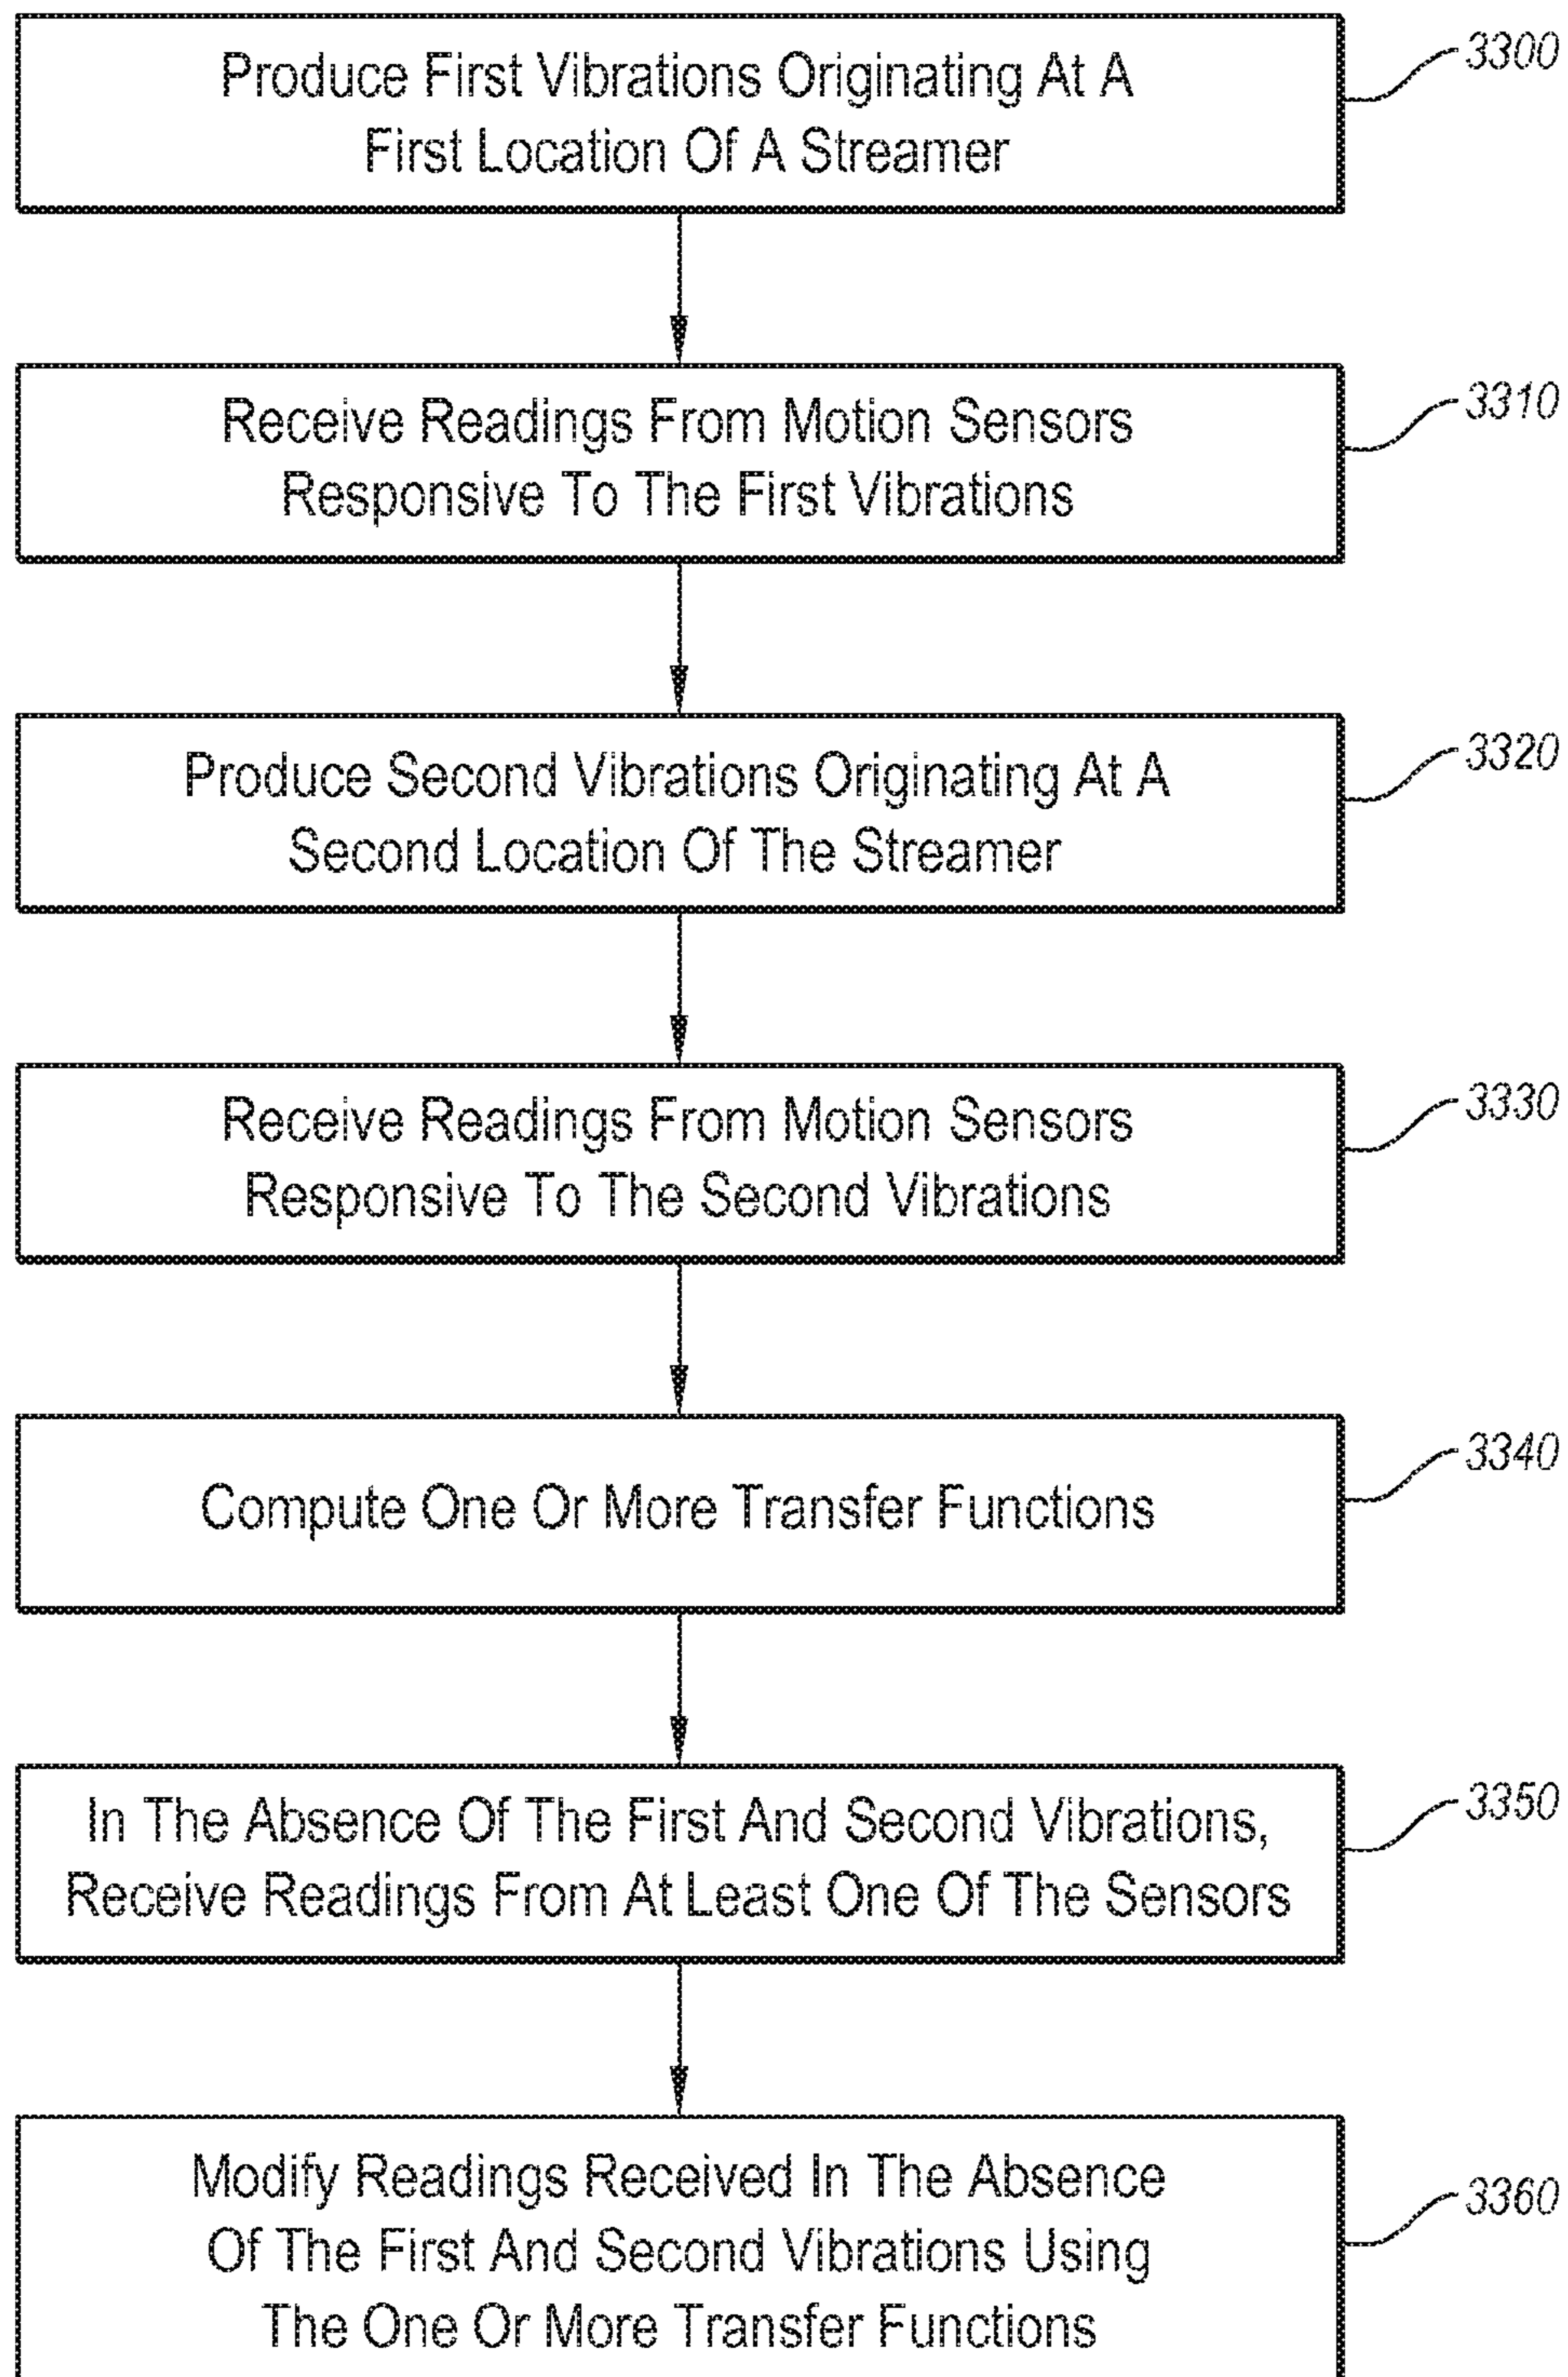 Produce First Vibrations Originating At A
First Location Of A Streamer
3300
Receive Readings From Motion Sensors
Responsive To The First Vibrations
3310
Produce Second Vibrations Originating At A
Second Location Of The Streamer
3320
Receive Readings From Motion Sensors
Responsive To The Second Vibrations
3330
Compute One Or More Transfer Functions
3340
In The Absence Of The First And Second Vibrations,
Receive Readings From At Least One Of The Sensors
3350
Modify Readings Received In The Absence
Of The First And Second Vibrations Using
The One Or More Transfer Functions
3360